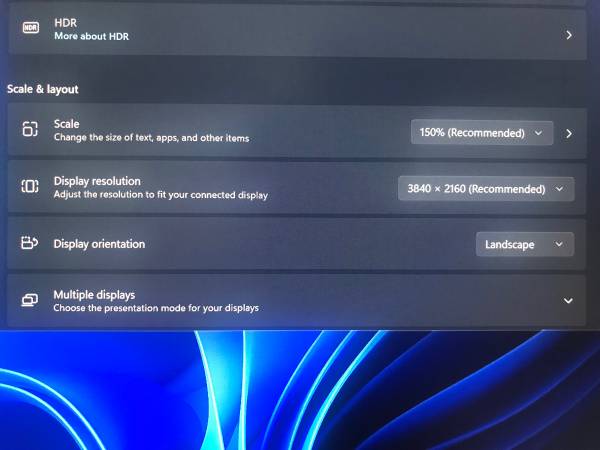 HDR
HDR
More about HDR
Scale & layout
Scale
Change the size of text, apps, and other items
150% (Recommended)
Display resolution
Adjust the resolution to fit your connected display
3840 × 2160 (Recommended)
Display orientation
Landscape
Multiple displays
Choose the presentation mode for your displays